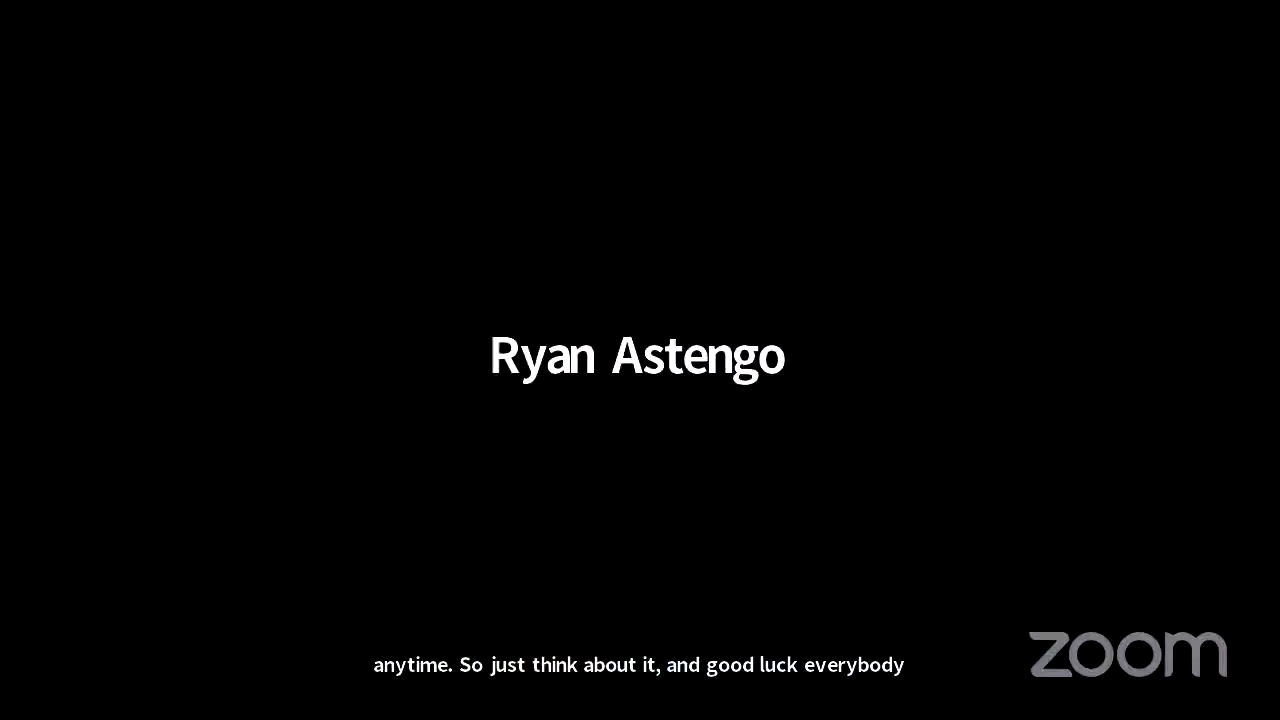 Ryan Astengo
anytime. So just think about it, and good luck everybody
zoom